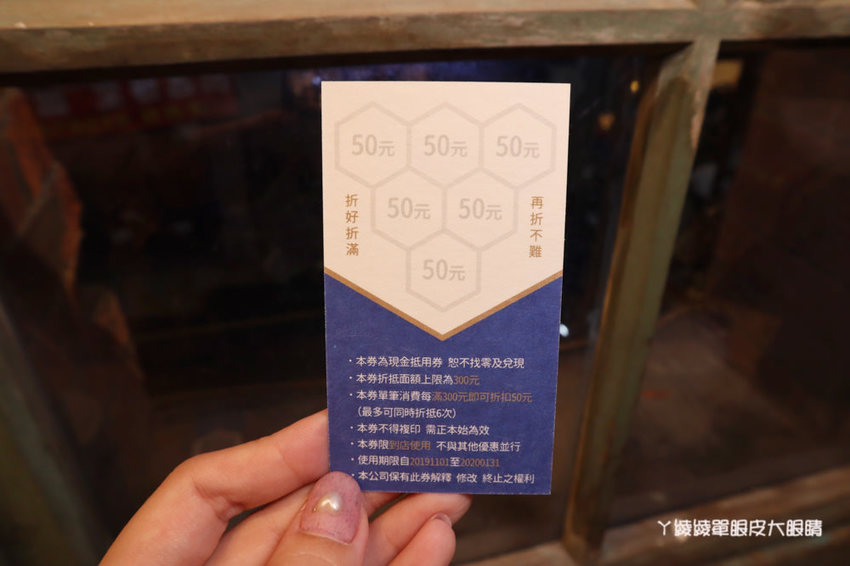 50元 50元 50元
50元 50元
50元
折好折滿
再折不難
・本券為現金抵用券 恕不找零及兌現
・本券折抵面額上限為300元
・本券單筆消費每滿300元即可折扣50元
(最多可同時折抵6次)
・本券不得複印 需正本始為效
・本券限到店使用 不與其他優惠並行
・使用期限自20191101至20200131
・本公司保有此券解釋 修改 終止之權利
ㄚ綾綾單眼皮大眼睛